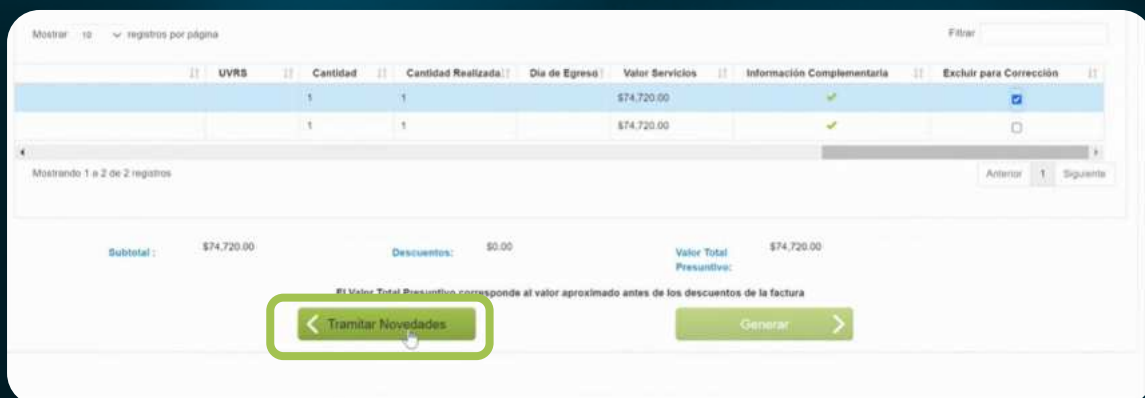 Mostrar 10 registros por página Filtrar
UVRS Cantidad Cantidad Realizada Día de Egreso Valor Servicios Información Complementaria Excluir para Corrección
1 1 $74,720.00
1 1 $74,720.00
Mostrando 1 a 2 de 2 registros Anterior 1 Siguiente
Subtotal : $74,720.00 Descuentos: $0.00 Valor Total $74,720.00
Presuntivo:
El Valor Total Presuntivo corresponde al valor aproximado antes de los descuentos de la factura
Tramitar Novedades Generar